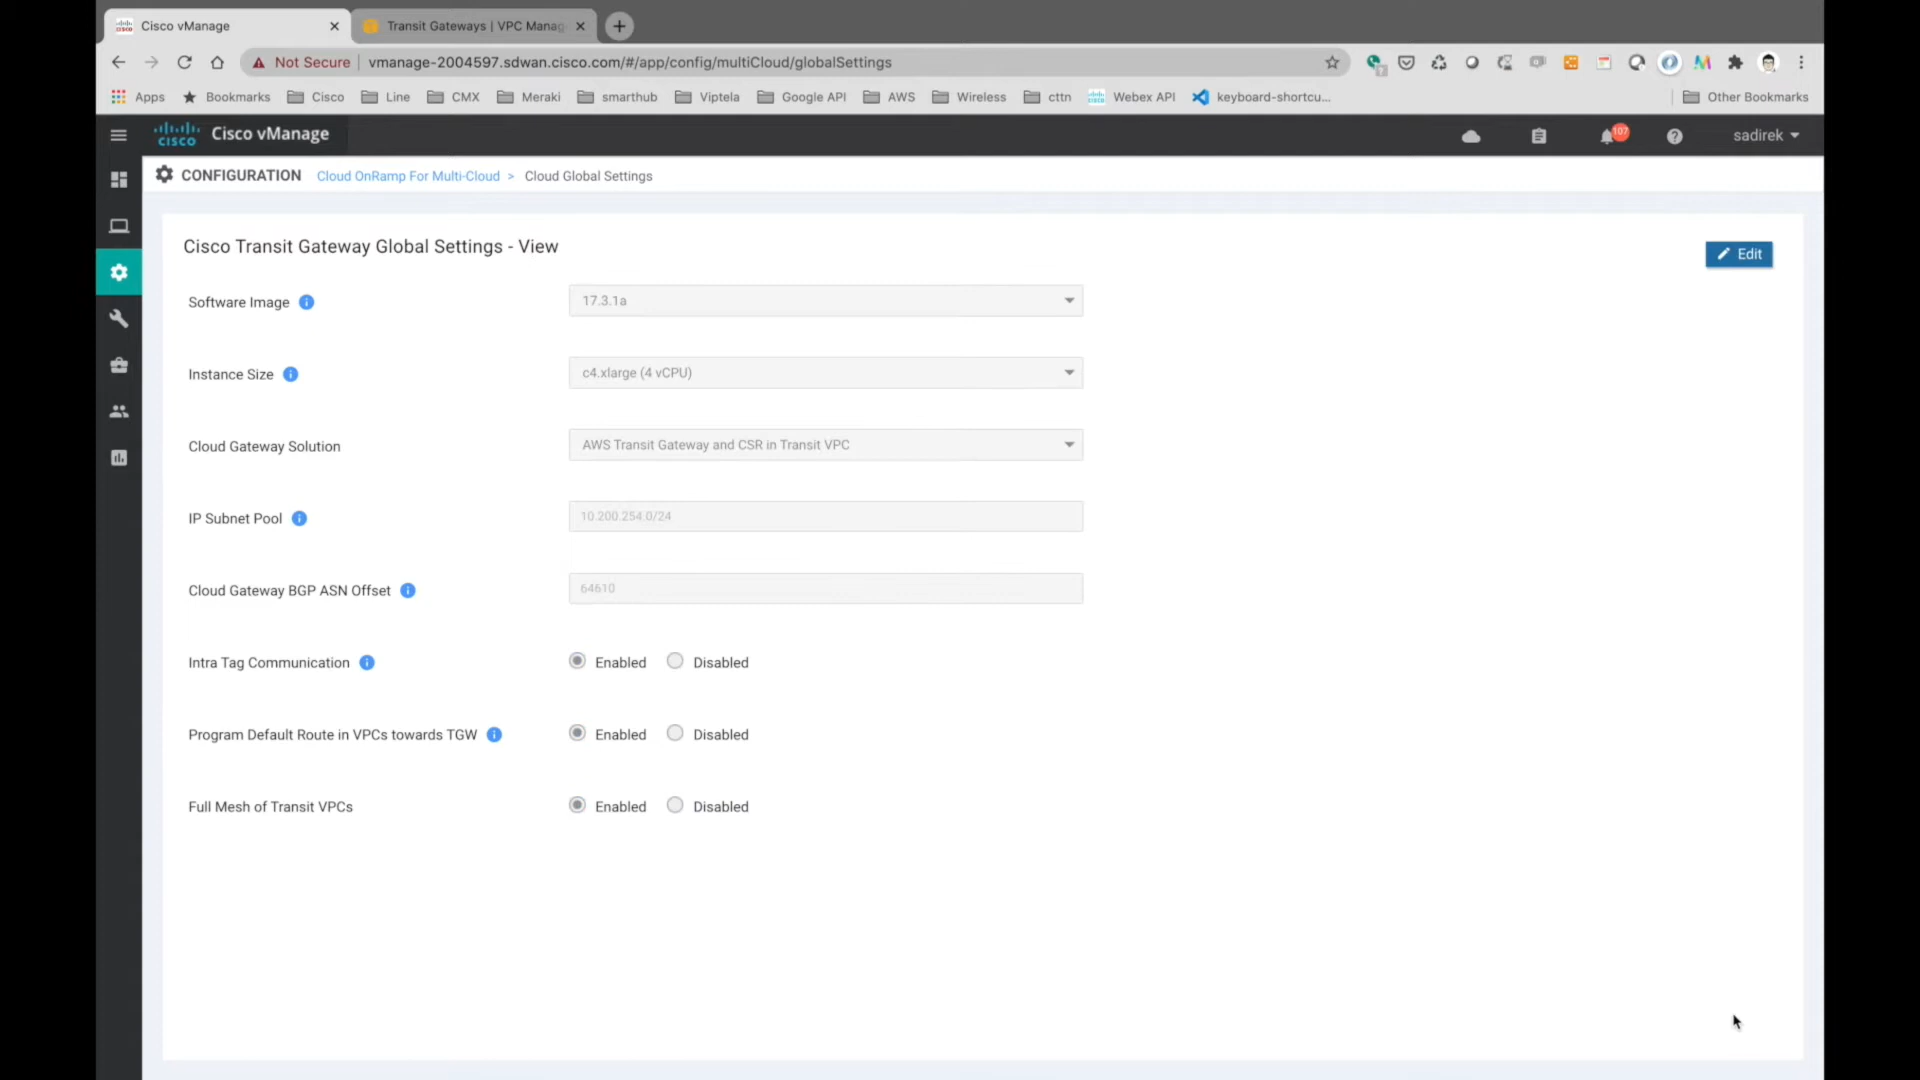 Cisco vManage
Transit Gateways | VPC Manag
Not Secure | vmanage-2004597.sdwan.cisco.com/#/app/config/multiCloud/globalSettings
Apps Bookmarks Cisco Line CMX Meraki smarthub Viptela Google API AWS Wireless cttn Webex API keyboard-shortcu... Other Bookmarks
CISCO Cisco vManage 107 sadirek
CONFIGURATION Cloud OnRamp For Multi-Cloud > Cloud Global Settings
Cisco Transit Gateway Global Settings - View
Edit
Software Image 17.3.1a
Instance Size c4.xlarge (4 vCPU)
Cloud Gateway Solution AWS Transit Gateway and CSR in Transit VPC
IP Subnet Pool 10.200.254.0/24
Cloud Gateway BGP ASN Offset 64610
Intra Tag Communication Enabled Disabled
Program Default Route in VPCs towards TGW Enabled Disabled
Full Mesh of Transit VPCs Enabled Disabled